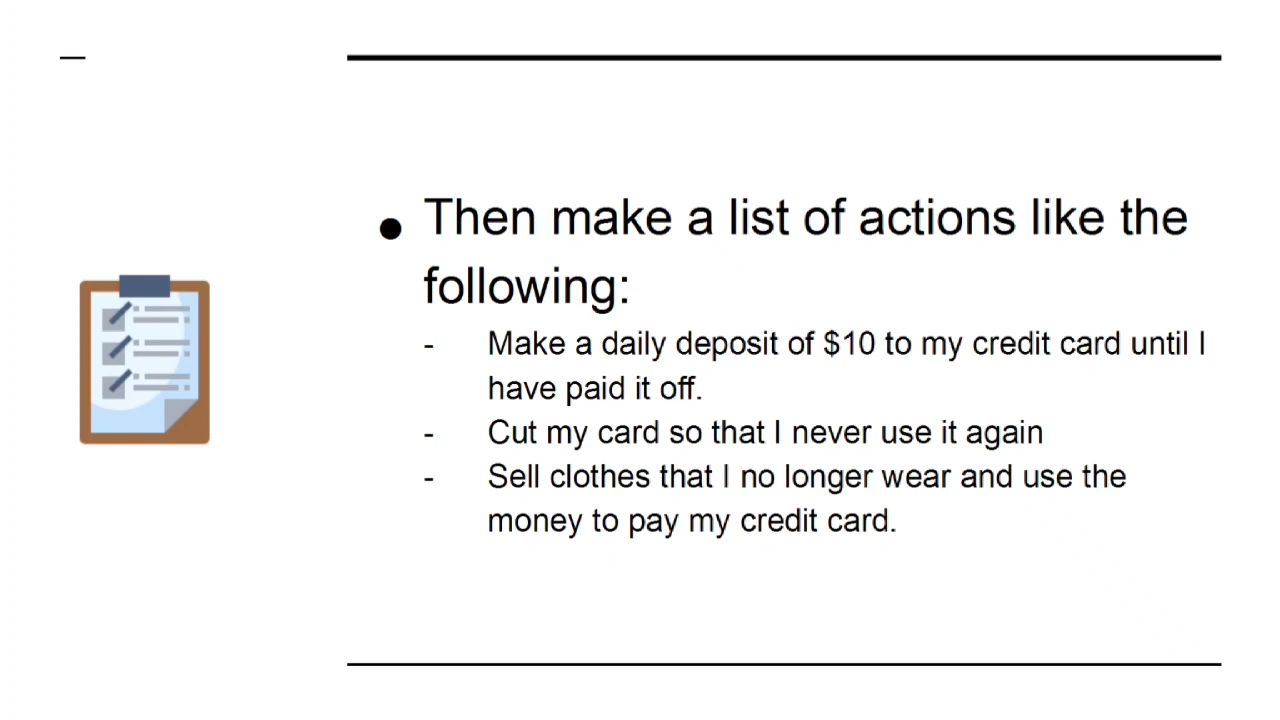 ● Then make a list of actions like the
following:
- Make a daily deposit of $10 to my credit card until I
have paid it off.
- Cut my card so that I never use it again
- Sell clothes that I no longer wear and use the
money to pay my credit card.